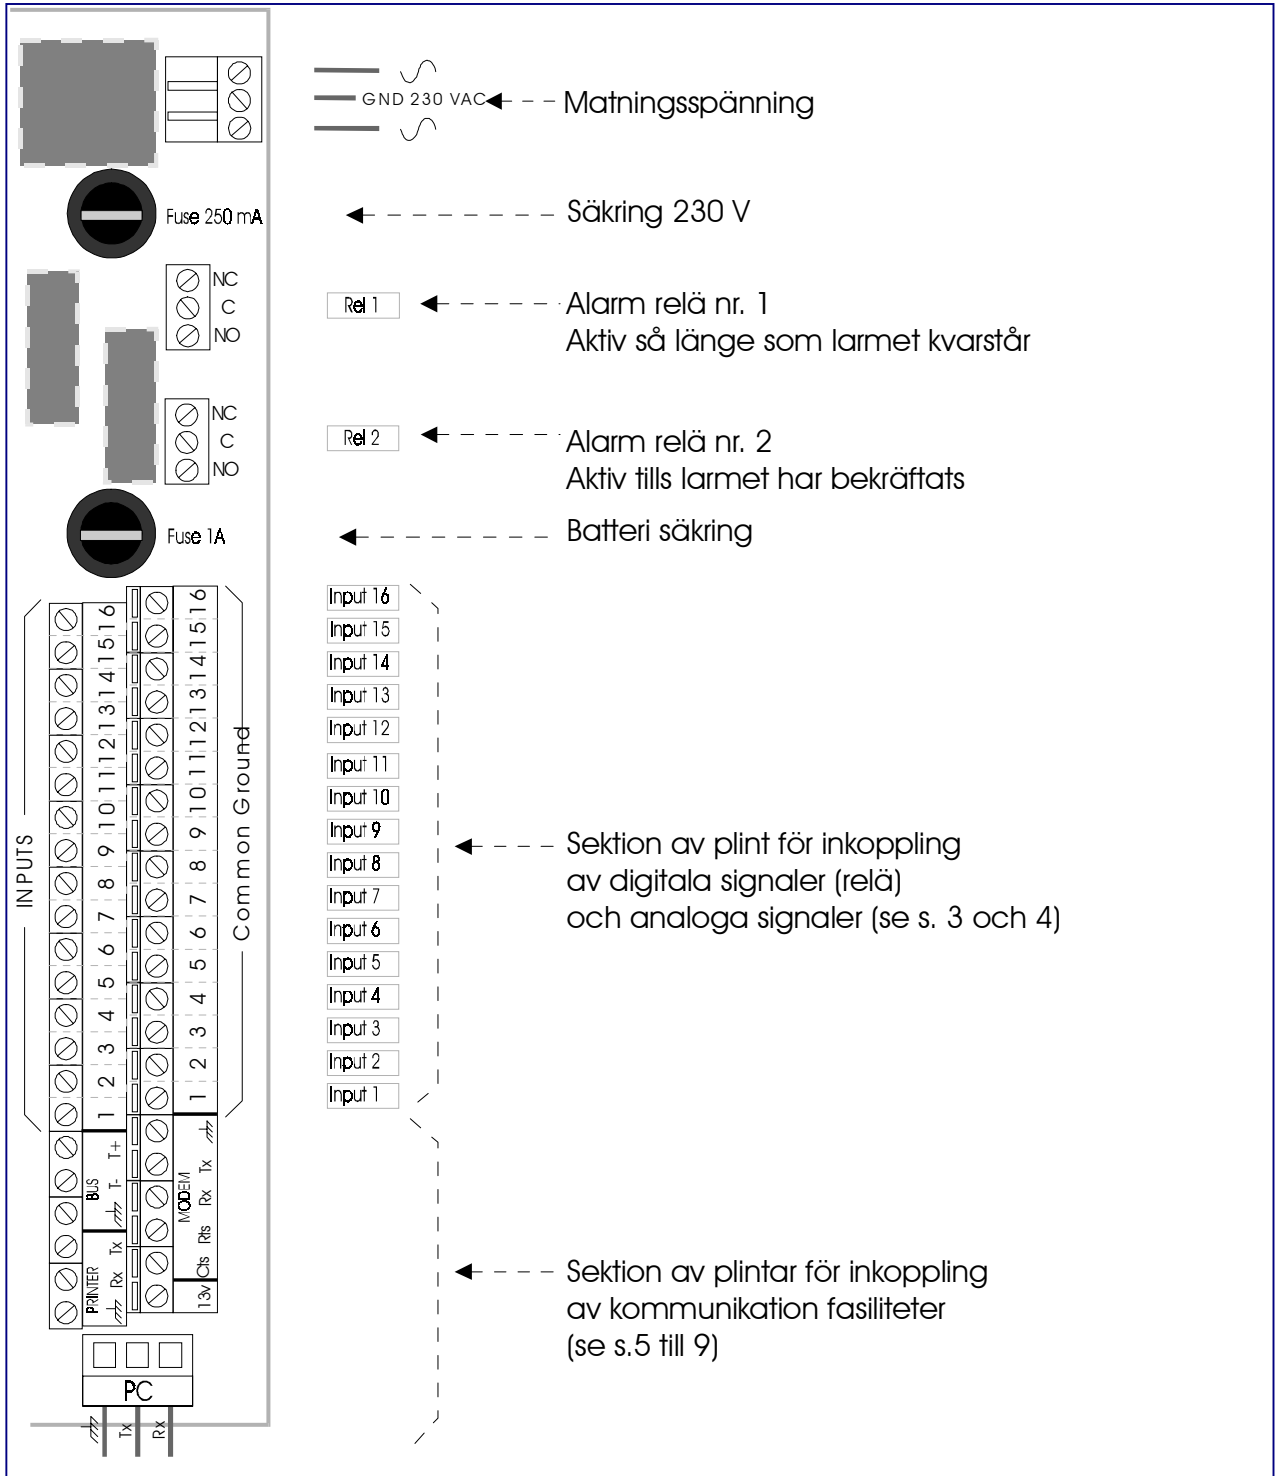 GND 230 VAC
Matningsspänning
Fuse 250 mA
Säkring 230 V
NC
C
NO
Rel 1
Alarm relä nr. 1
Aktiv så länge som larmet kvarstår
NC
C
NO
Rel 2
Alarm relä nr. 2
Aktiv tills larmet har bekräftats
Fuse 1A
Batteri säkring
INPUTS
16
15
14
13
12
11
10
9
8
7
6
5
4
3
2
1
16
15
14
13
12
11
10
9
8
7
6
5
4
3
2
1
Common Ground
Input 16
Input 15
Input 14
Input 13
Input 12
Input 11
Input 10
Input 9
Input 8
Input 7
Input 6
Input 5
Input 4
Input 3
Input 2
Input 1
Sektion av plint för inkoppling
av digitala signaler (relä)
och analoga signaler (se s. 3 och 4)
BUS
T+
T-
PRINTER
Tx
Rx
MODEM
Tx
Rx
Rts
Cts
13v
Sektion av plintar för inkoppling
av kommunikation fasiliteter
(se s.5 till 9)
PC
Tx
Rx